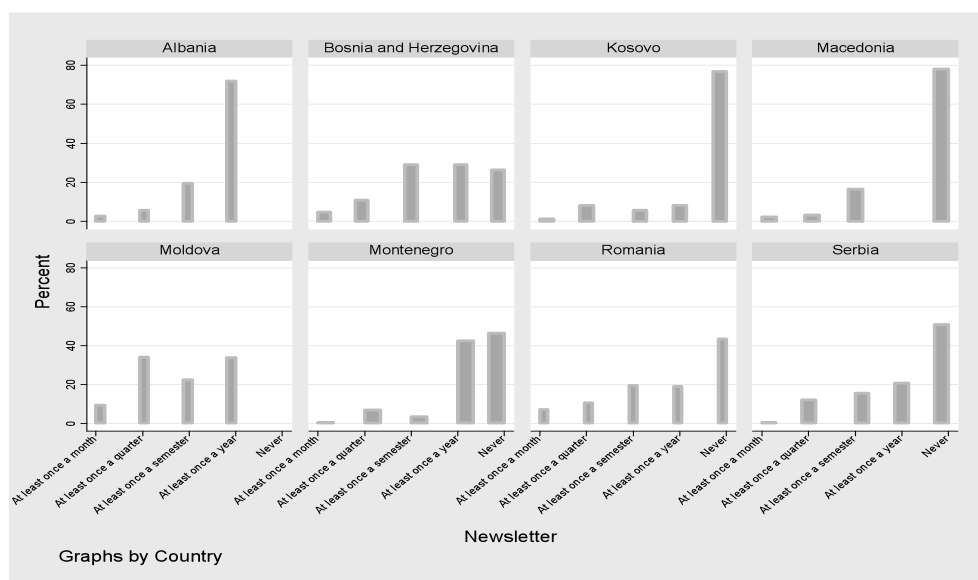 Albania
Bosnia and Herzegovina
Kosovo
Macedonia
80
60
40
20
0
Moldova
Montenegro
Romania
Serbia
80
60
40
20
0
Percent
At least once a month
At least once a quarter
At least once a semester
At least once a year
Never
At least once a month
At least once a quarter
At least once a semester
At least once a year
Never
At least once a month
At least once a quarter
At least once a semester
At least once a year
Never
At least once a month
At least once a quarter
At least once a semester
At least once a year
Never
Newsletter
Graphs by Country